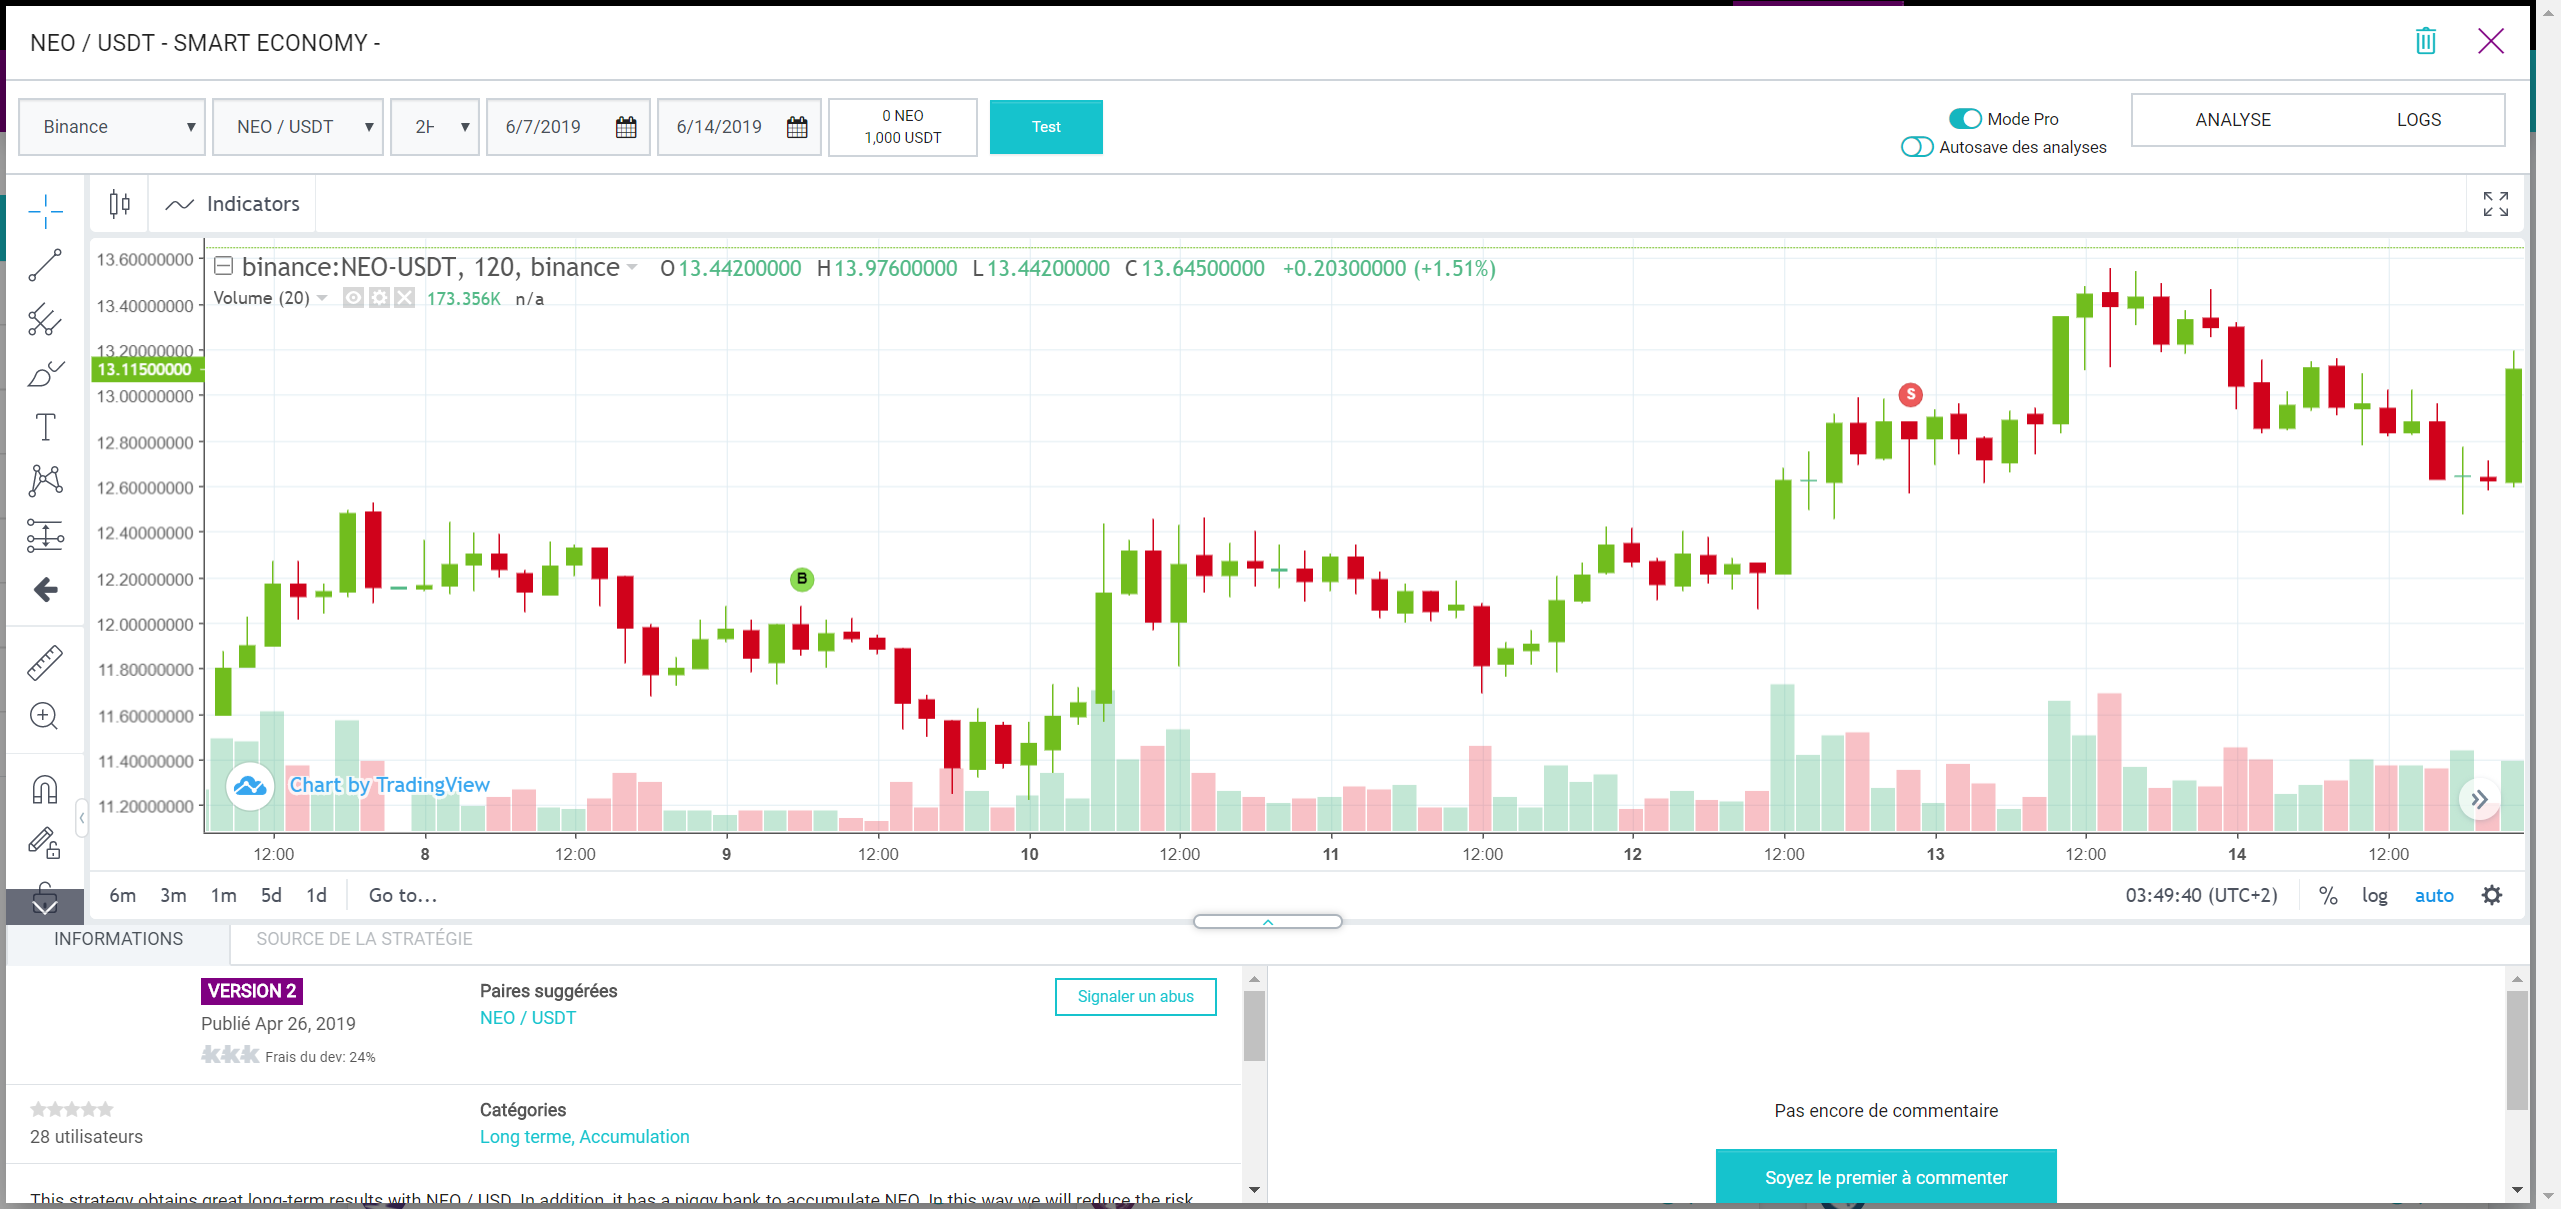 NEO / USDT - SMART ECONOMY -
Binance
NEO / USDT
2H
6/7/2019
6/14/2019
0 NEO
1,000 USDT
Test
Mode Pro
Autosave des analyses
ANALYSE
LOGS
Indicators
binance:NEO-USDT, 120, binance O 13.44200000 H 13.97600000 L 13.44200000 C 13.64500000 +0.20300000 (+1.51%)
Volume (20) 173.356K n/a
13.60000000
13.40000000
13.20000000
13.11500000
13.00000000
12.80000000
12.60000000
12.40000000
12.20000000
12.00000000
11.80000000
11.60000000
11.40000000
11.20000000
B
S
Chart by TradingView
12:00 8 12:00 9 12:00 10 12:00 11 12:00 12 12:00 13 12:00 14 12:00
6m 3m 1m 5d 1d Go to... 03:49:40 (UTC+2) % log auto
INFORMATIONS
SOURCE DE LA STRATÉGIE
VERSION 2
Publié Apr 26, 2019
Frais du dev: 24%
Paires suggérées
NEO / USDT
Signaler un abus
28 utilisateurs
Catégories
Long terme, Accumulation
This strategy obtains great long-term results with NEO / USD. In addition, it has a piggy bank to accumulate NEO. In this way we will reduce the risk
Pas encore de commentaire
Soyez le premier à commenter